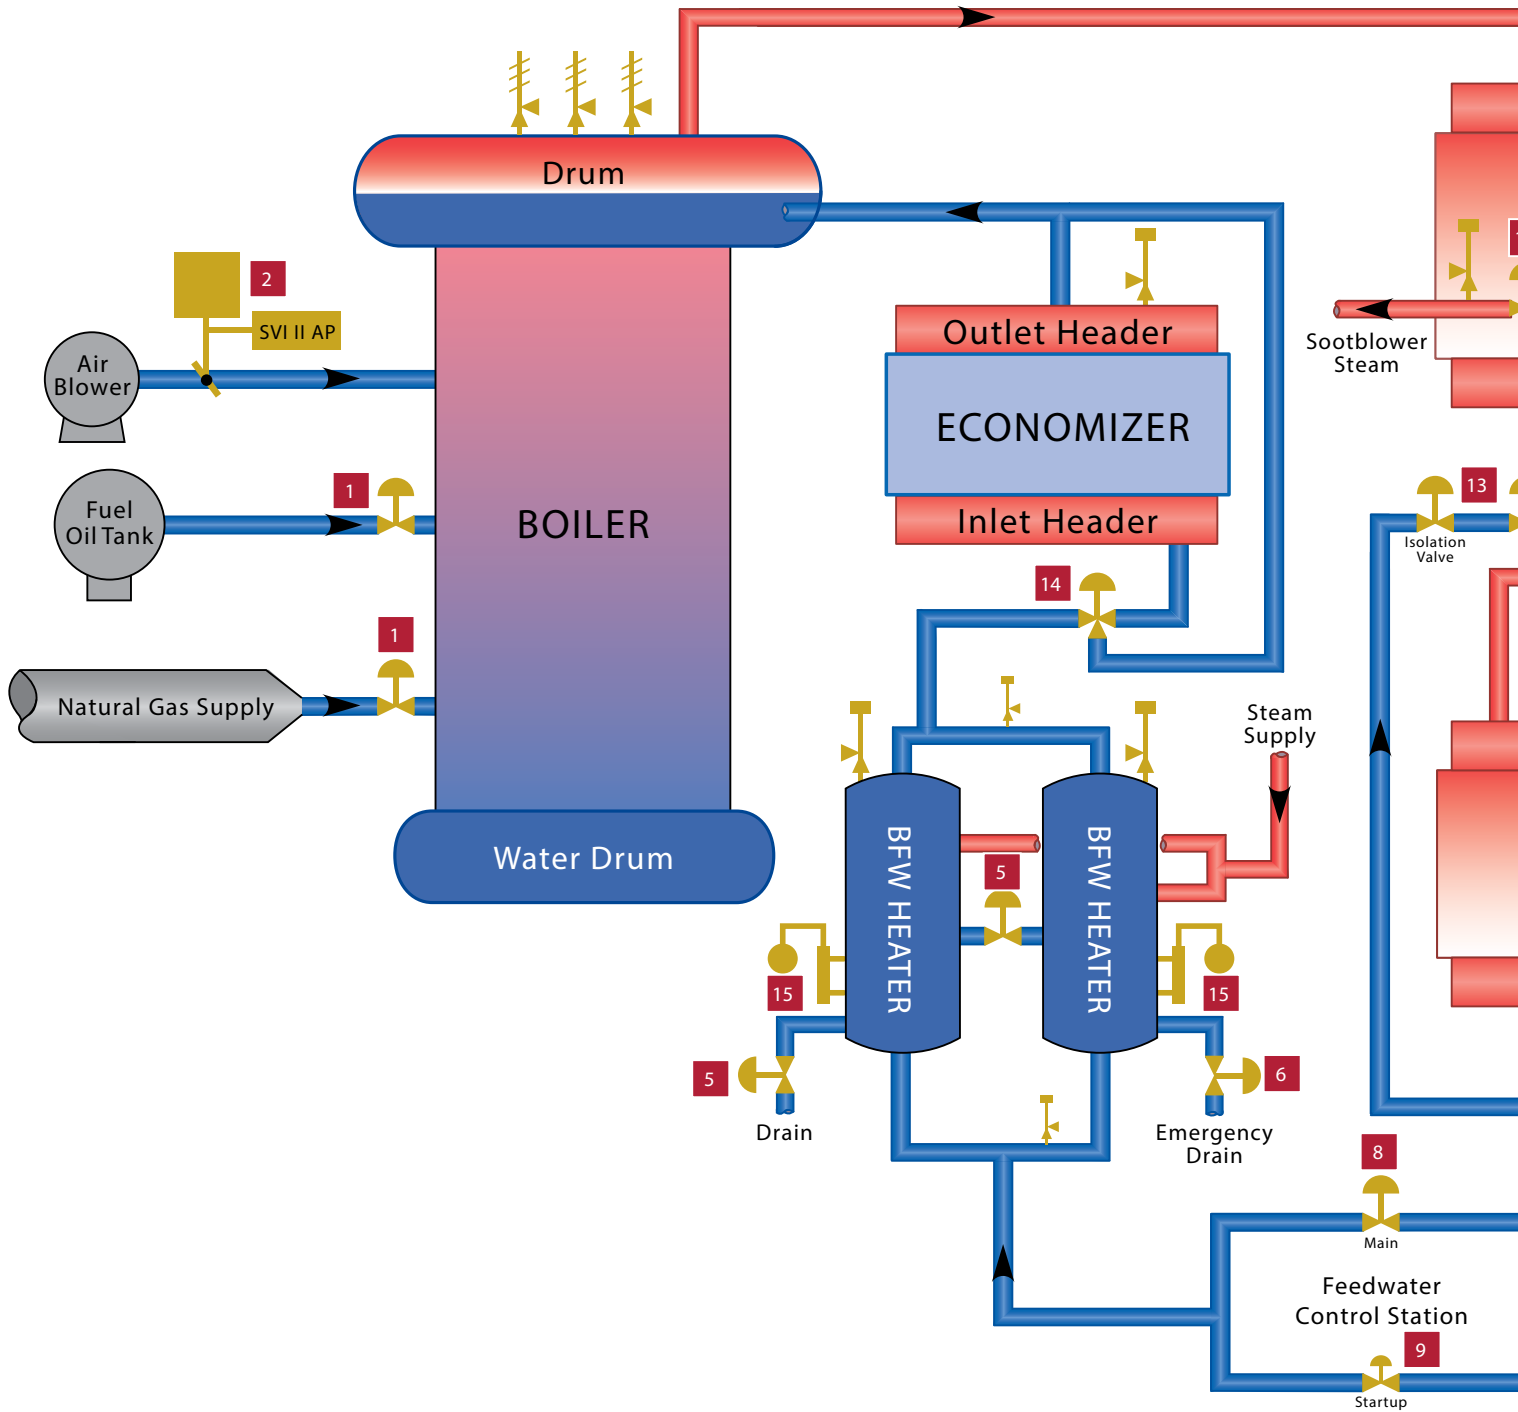 Drum
2
SVI II AP
Air
Blower
Outlet Header
Sootblower
Steam
ECONOMIZER
1
13
Fuel
Oil Tank
BOILER
Inlet Header
Isolation
Valve
14
1
Natural Gas Supply
Steam
Supply
Water Drum
BFW HEATER
BFW HEATER
5
15
15
5
6
Drain
Emergency
Drain
8
Main
Feedwater
Control Station
9
Startup